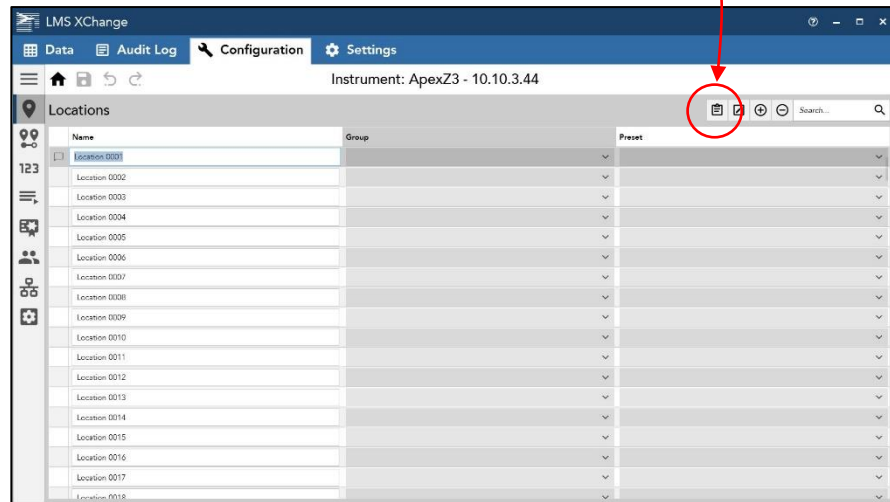 LMS XChange
Data Audit Log Configuration Settings
Instrument: ApexZ3 - 10.10.3.44
Locations Search...
Name Group Preset
Location 0001
Location 0002
Location 0003
Location 0004
Location 0005
Location 0006
Location 0007
Location 0008
Location 0009
Location 0010
Location 0011
Location 0012
Location 0013
Location 0014
Location 0015
Location 0016
Location 0017
Location 0018
123